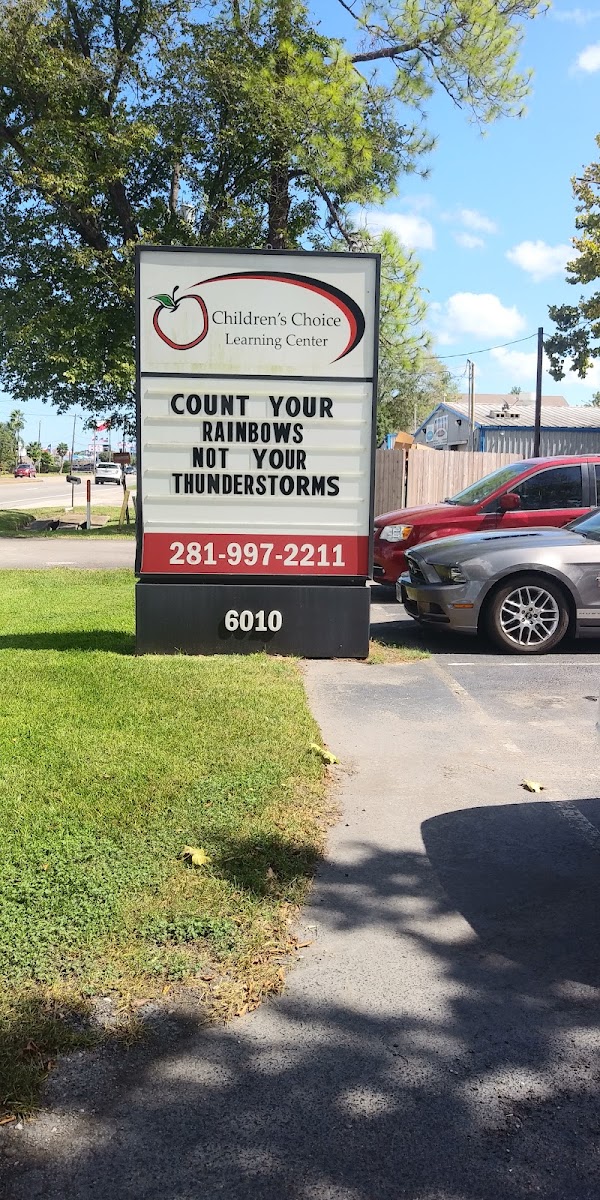 Children's Choice
Learning Center
COUNT YOUR
RAINBOWS
NOT YOUR
THUNDERSTORMS
281-997-2211
6010